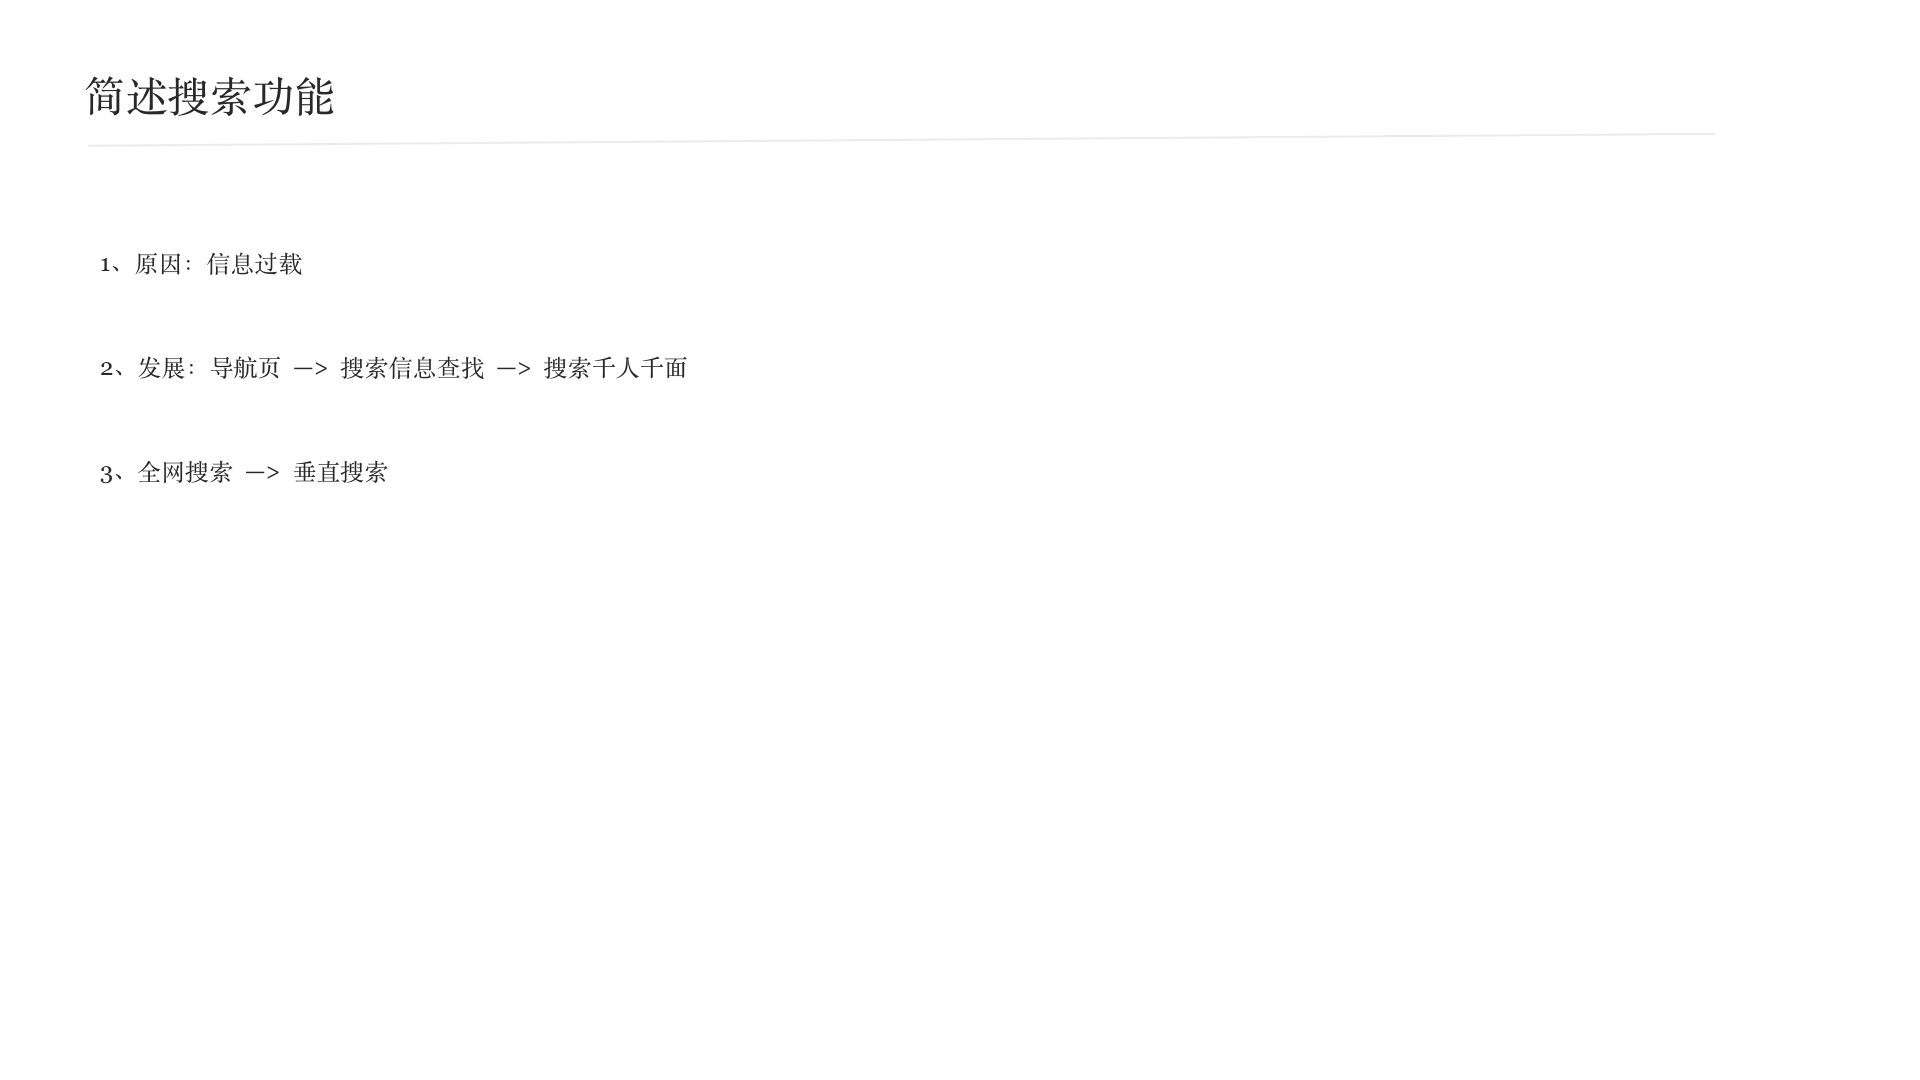 简述搜索功能
1、原因：信息过载
2、发展：导航页 —> 搜索信息查找 —> 搜索千人千面
3、全网搜索 —> 垂直搜索